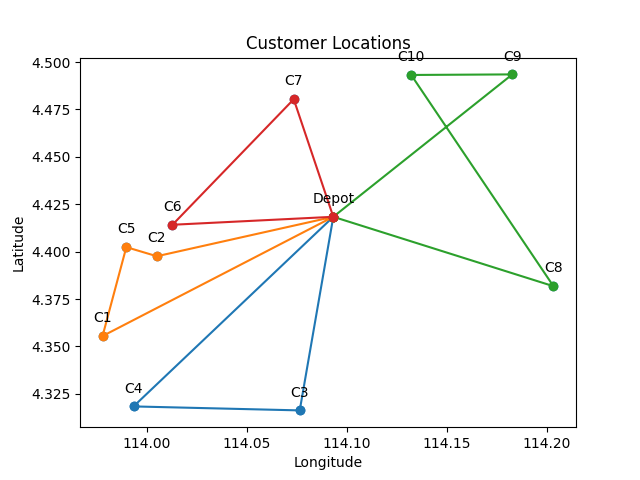 Customer Locations
4.500
4.475
4.450
4.425
4.400
4.375
4.350
4.325
Latitude
C10
C9
C7
Depot
C6
C5
C2
C8
C1
C4
C3
114.00
114.05
114.10
114.15
114.20
Longitude